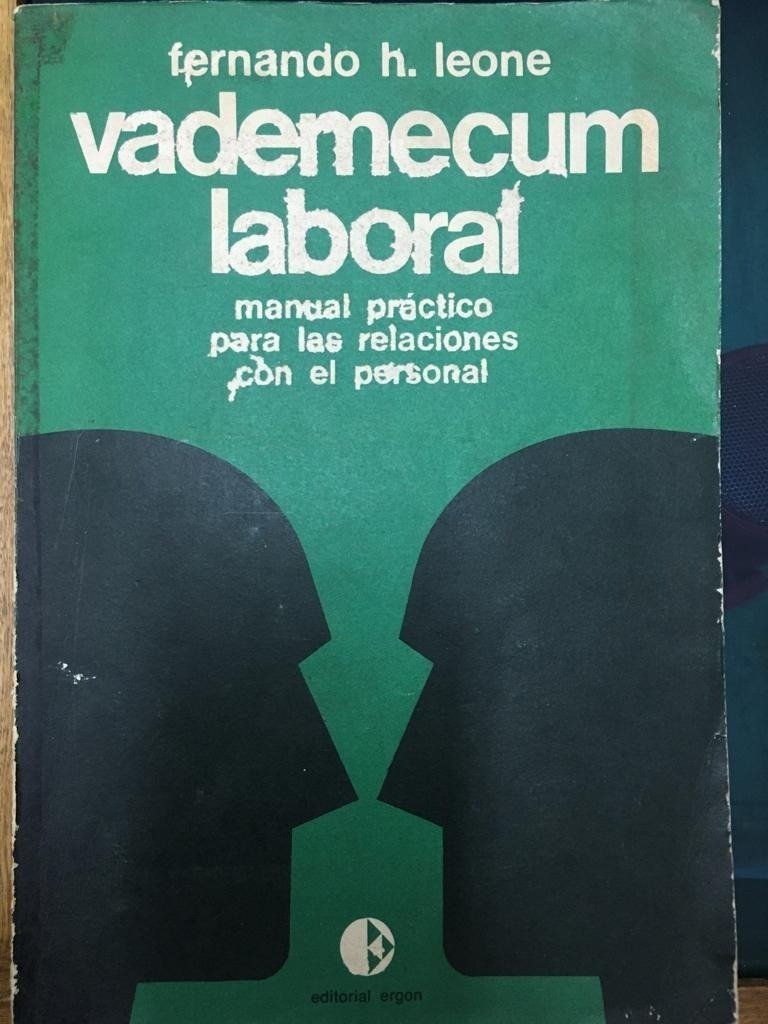 fernando h. leone
vademecum
laboral
manual práctico
para las relaciones
con el personal
editorial ergon